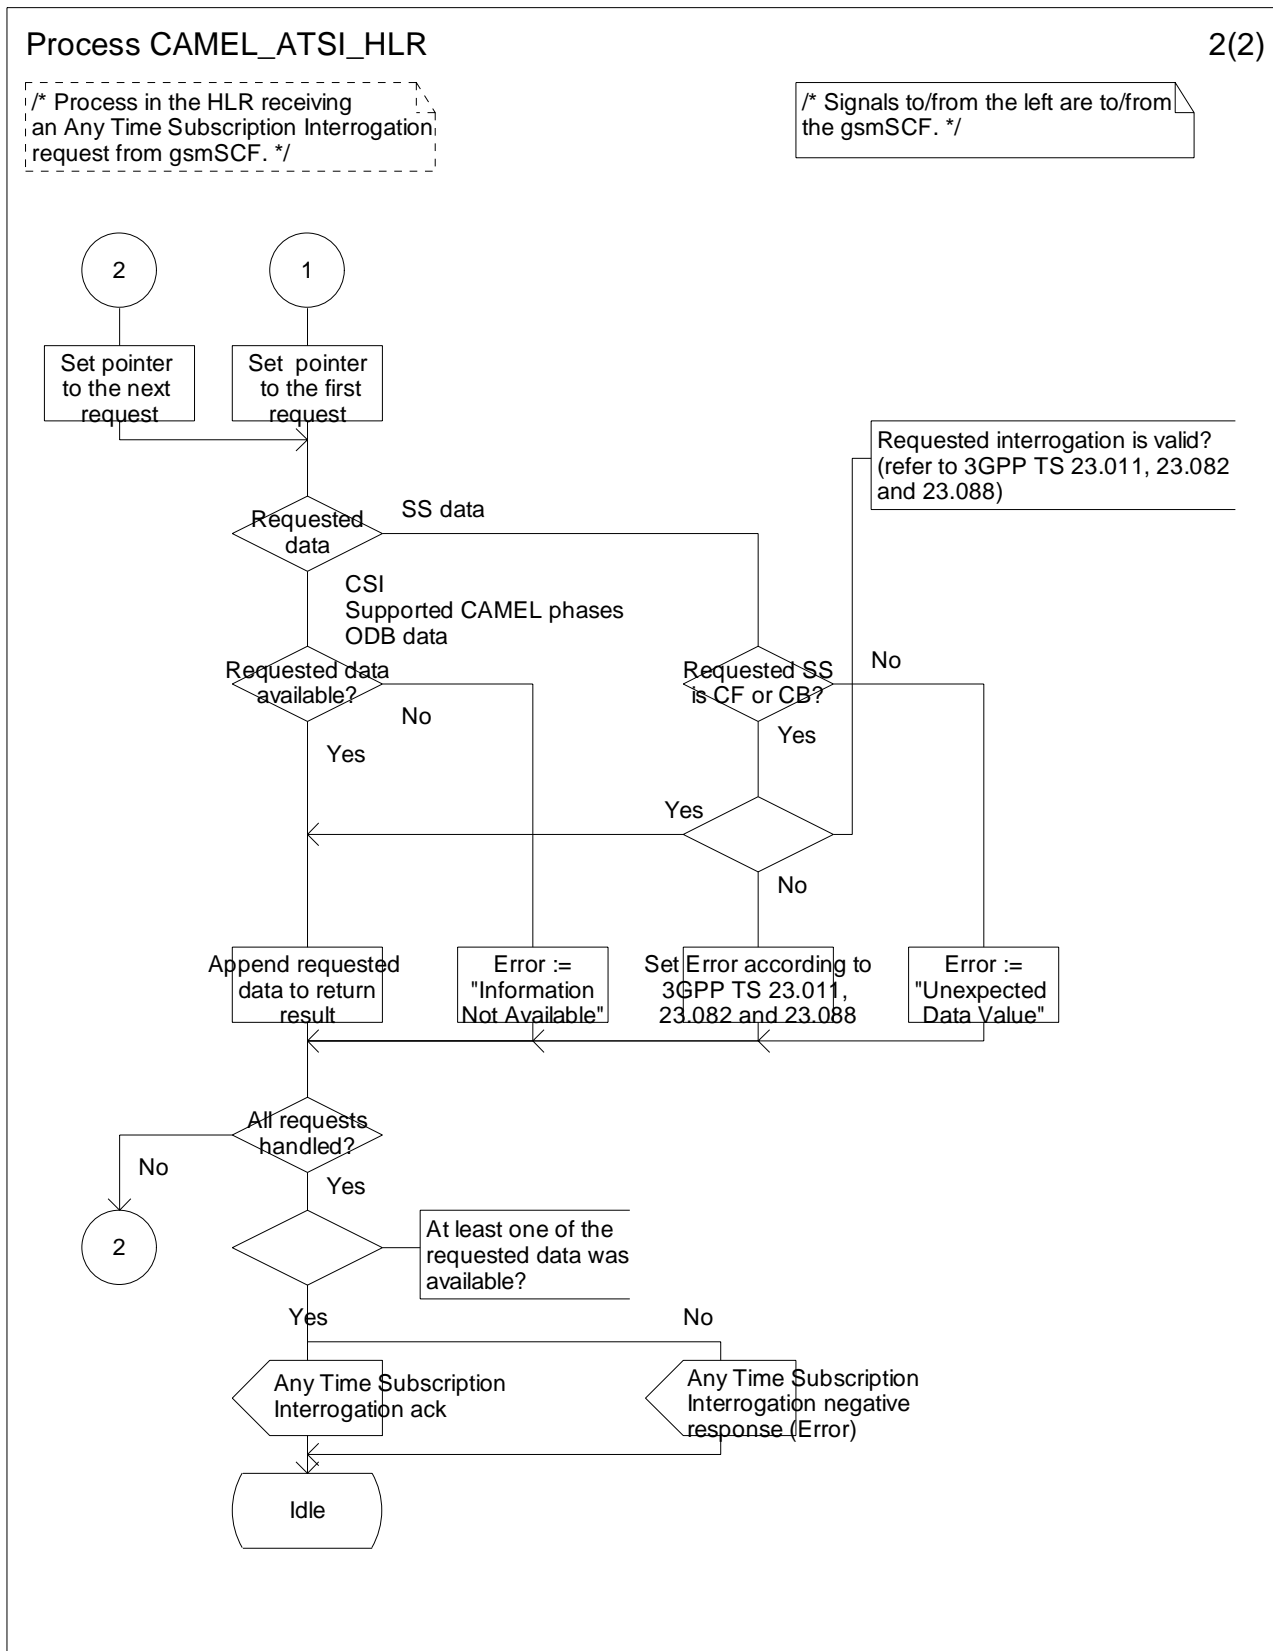 Process CAMEL_ATSI_HLR
2(2)
/* Process in the HLR receiving
an Any Time Subscription Interrogation
request from gsmSCF. */
/* Signals to/from the left are to/from
the gsmSCF. */
2
1
Set pointer
to the next
request
Set pointer
to the first
request
Requested interrogation is valid?
(refer to 3GPP TS 23.011, 23.082
and 23.088)
Requested
data
SS data
CSI
Supported CAMEL phases
ODB data
Requested data
available?
No
Yes
Requested SS
is CF or CB?
No
Yes
Yes
No
Append requested
data to return
result
Error :=
"Information
Not Available"
Set Error according to
3GPP TS 23.011,
23.082 and 23.088
Error :=
"Unexpected
Data Value"
All requests
handled?
No
Yes
2
At least one of the
requested data was
available?
Yes
No
Any Time Subscription
Interrogation ack
Any Time Subscription
Interrogation negative
response (Error)
Idle